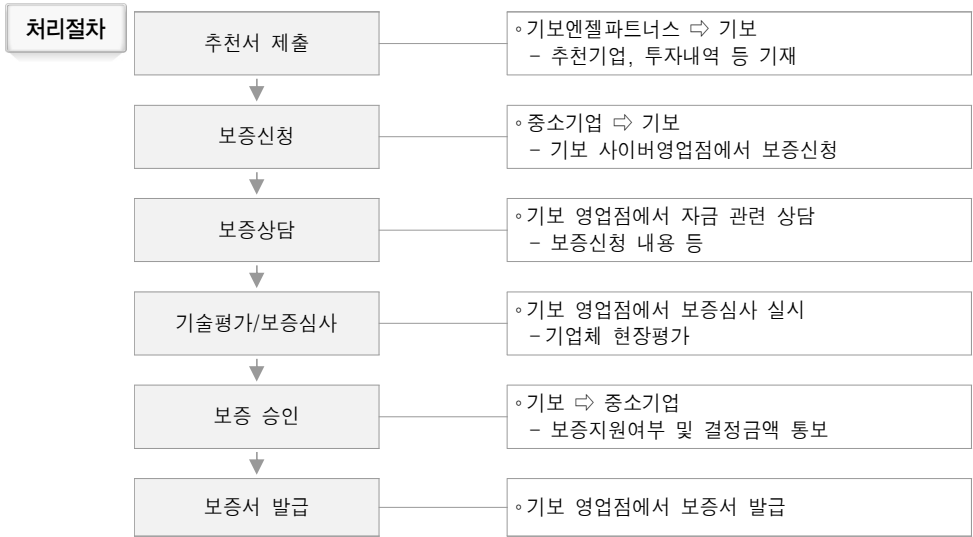 처리절차
추천서 제출
◦기보엔젤파트너스 ⇨ 기보
- 추천기업, 투자내역 등 기재
보증신청
◦중소기업 ⇨ 기보
- 기보 사이버영업점에서 보증신청
보증상담
◦기보 영업점에서 자금 관련 상담
- 보증신청 내용 등
기술평가/보증심사
◦기보 영업점에서 보증심사 실시
-기업체 현장평가
보증 승인
◦기보 ⇨ 중소기업
- 보증지원여부 및 결정금액 통보
보증서 발급
◦기보 영업점에서 보증서 발급